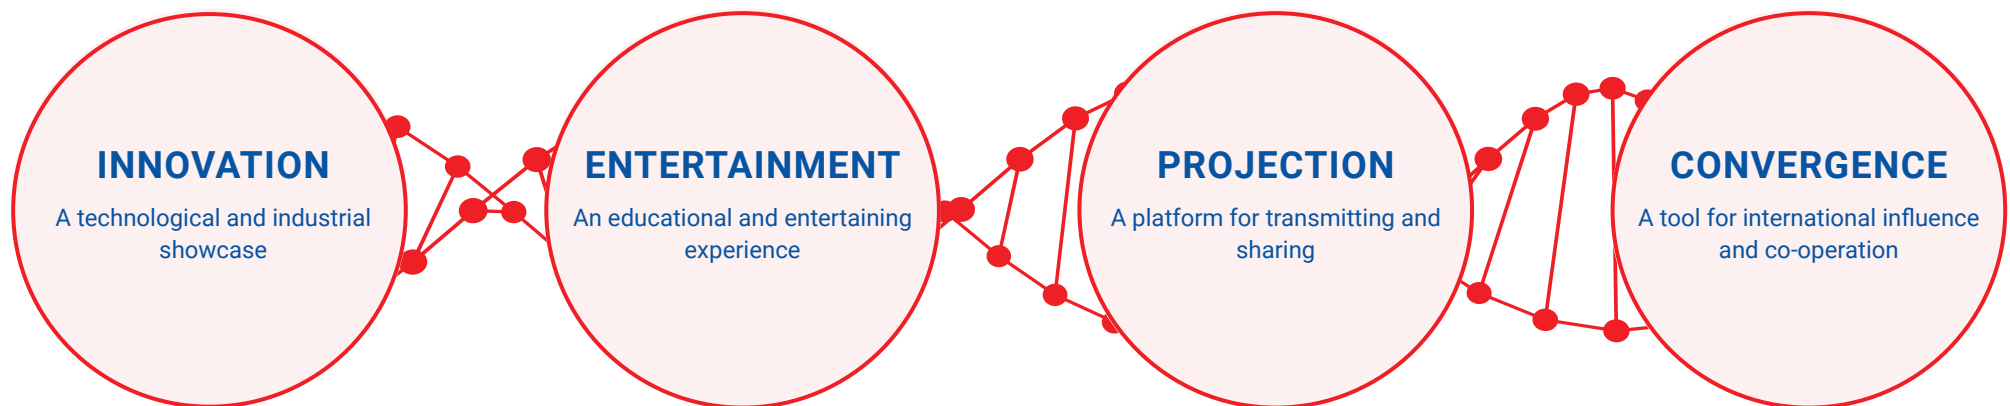 INNOVATION
A technological and industrial
showcase
ENTERTAINMENT
An educational and entertaining
experience
PROJECTION
A platform for transmitting and
sharing
CONVERGENCE
A tool for international influence
and co-operation